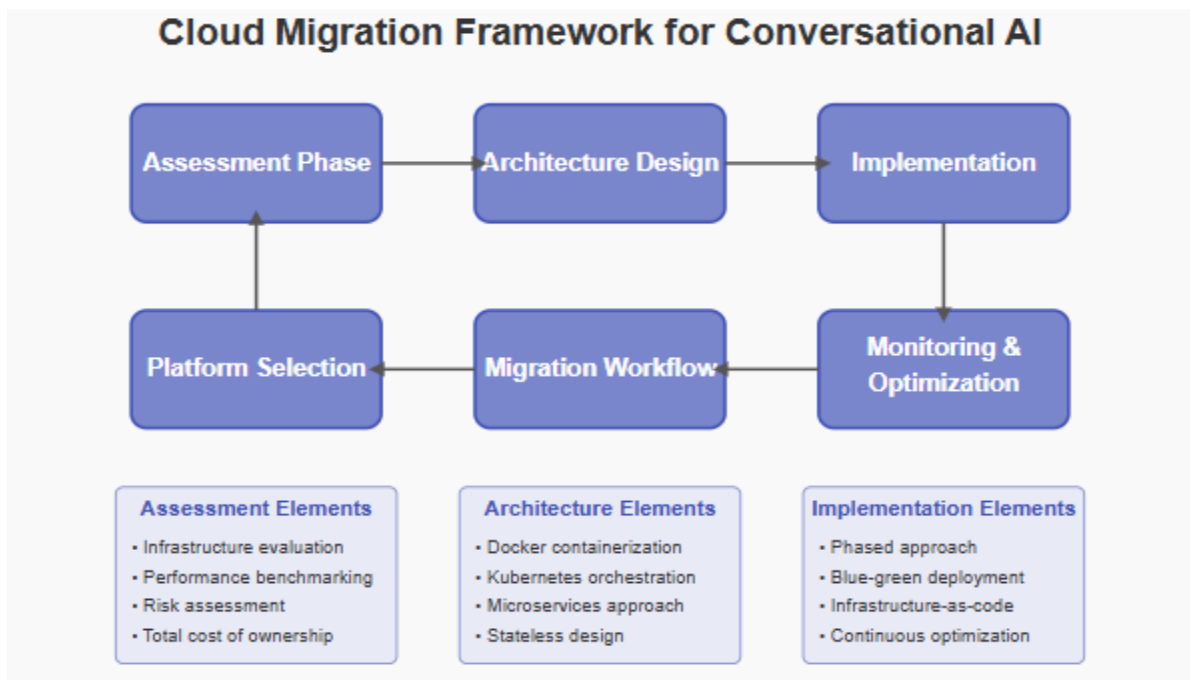 Cloud Migration Framework for Conversational AI
Assessment Phase
Architecture Design
Implementation
Platform Selection
Migration Workflow
Monitoring &
Optimization
Assessment Elements
• Infrastructure evaluation
• Performance benchmarking
• Risk assessment
• Total cost of ownership
Architecture Elements
• Docker containerization
• Kubernetes orchestration
• Microservices approach
• Stateless design
Implementation Elements
• Phased approach
• Blue-green deployment
• Infrastructure-as-code
• Continuous optimization